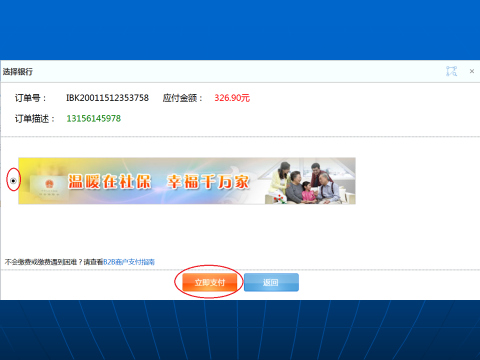 选择银行
订单号： IBK20011512353758 应付金额： 326.90元
订单描述： 13156145978
温暖在社保 幸福千万家
不会缴费或缴费遇到困难？请查看B2B商户支付指南
立即支付 返回